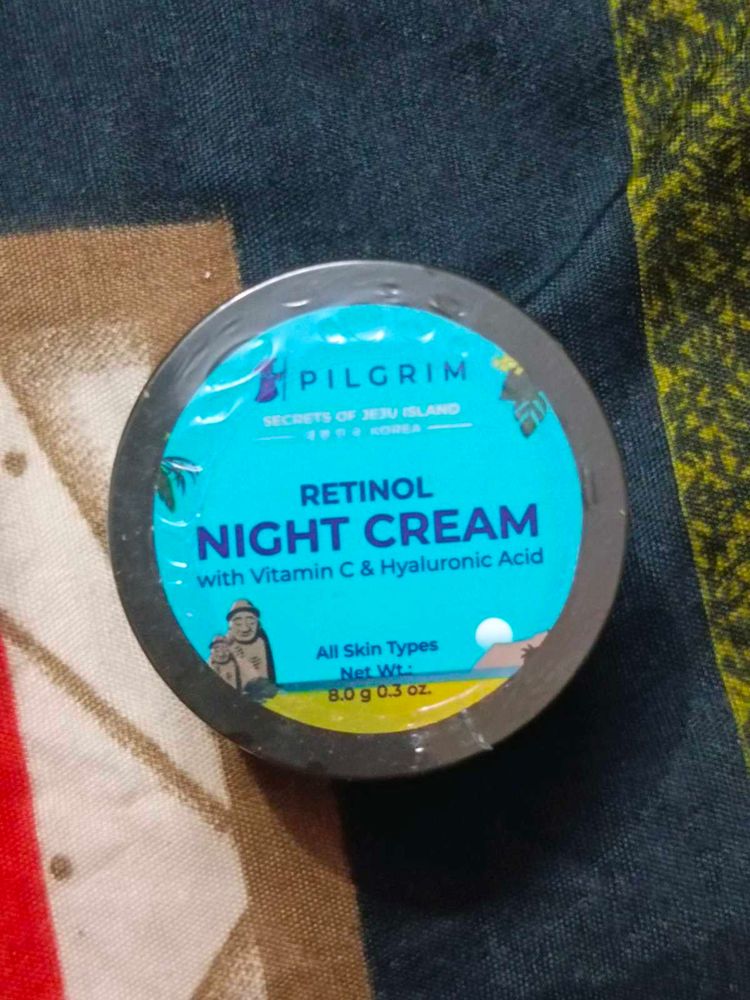 PILGRIM
SECRETS OF JEJU ISLAND
KOREA
RETINOL
NIGHT CREAM
with Vitamin C & Hyaluronic Acid
All Skin Types
Net Wt.:
8.0 g 0.3 oz.